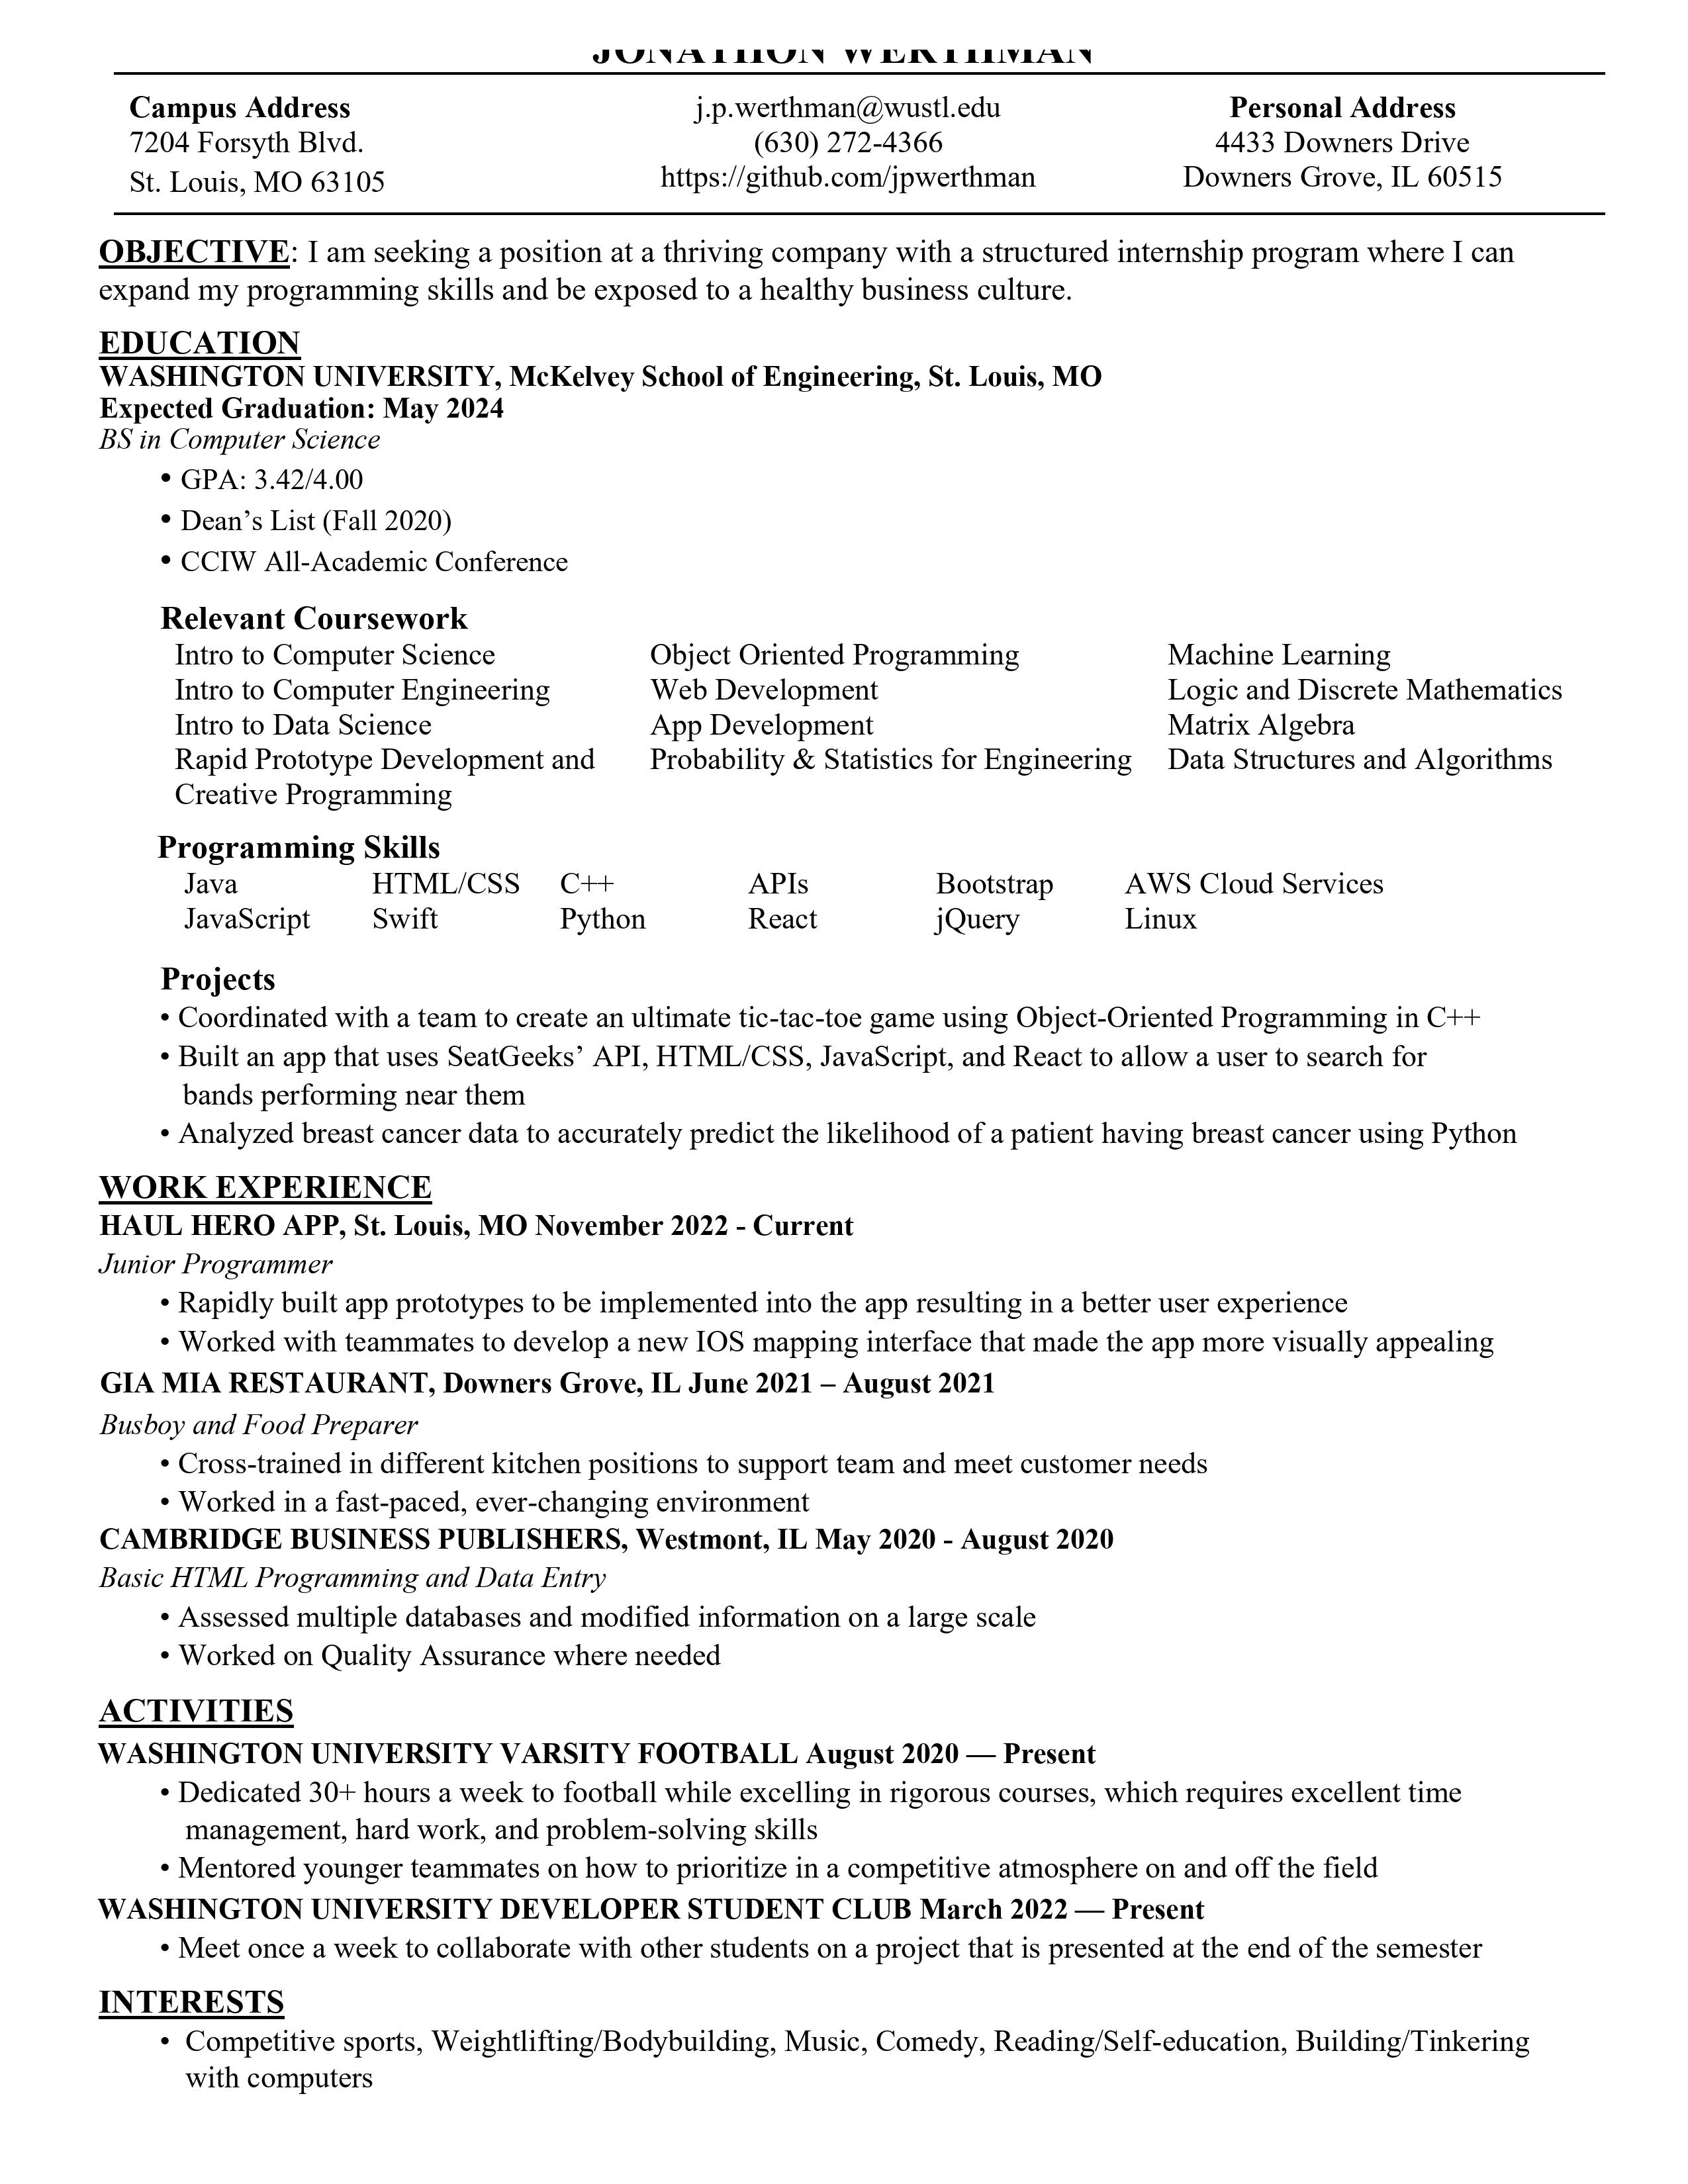 JONATHON WERTHMAN
Campus Address
7204 Forsyth Blvd.
St. Louis, MO 63105
j.p.werthman@wustl.edu
(630) 272-4366
https://github.com/jpwerthman
Personal Address
4433 Downers Drive
Downers Grove, IL 60515
OBJECTIVE: I am seeking a position at a thriving company with a structured internship program where I can
expand my programming skills and be exposed to a healthy business culture.
EDUCATION
WASHINGTON UNIVERSITY, McKelvey School of Engineering, St. Louis, MO
Expected Graduation: May 2024
BS in Computer Science
• GPA: 3.42/4.00
• Dean’s List (Fall 2020)
• CCIW All-Academic Conference
Relevant Coursework
Intro to Computer Science Object Oriented Programming Machine Learning
Intro to Computer Engineering Web Development Logic and Discrete Mathematics
Intro to Data Science App Development Matrix Algebra
Rapid Prototype Development and Probability & Statistics for Engineering Data Structures and Algorithms
Creative Programming
Programming Skills
Java HTML/CSS C++ APIs Bootstrap AWS Cloud Services
JavaScript Swift Python React jQuery Linux
Projects
• Coordinated with a team to create an ultimate tic-tac-toe game using Object-Oriented Programming in C++
• Built an app that uses SeatGeeks’ API, HTML/CSS, JavaScript, and React to allow a user to search for
bands performing near them
• Analyzed breast cancer data to accurately predict the likelihood of a patient having breast cancer using Python
WORK EXPERIENCE
HAUL HERO APP, St. Louis, MO November 2022 - Current
Junior Programmer
• Rapidly built app prototypes to be implemented into the app resulting in a better user experience
• Worked with teammates to develop a new IOS mapping interface that made the app more visually appealing
GIA MIA RESTAURANT, Downers Grove, IL June 2021 – August 2021
Busboy and Food Preparer
• Cross-trained in different kitchen positions to support team and meet customer needs
• Worked in a fast-paced, ever-changing environment
CAMBRIDGE BUSINESS PUBLISHERS, Westmont, IL May 2020 - August 2020
Basic HTML Programming and Data Entry
• Assessed multiple databases and modified information on a large scale
• Worked on Quality Assurance where needed
ACTIVITIES
WASHINGTON UNIVERSITY VARSITY FOOTBALL August 2020 — Present
• Dedicated 30+ hours a week to football while excelling in rigorous courses, which requires excellent time
management, hard work, and problem-solving skills
• Mentored younger teammates on how to prioritize in a competitive atmosphere on and off the field
WASHINGTON UNIVERSITY DEVELOPER STUDENT CLUB March 2022 — Present
• Meet once a week to collaborate with other students on a project that is presented at the end of the semester
INTERESTS
• Competitive sports, Weightlifting/Bodybuilding, Music, Comedy, Reading/Self-education, Building/Tinkering
with computers